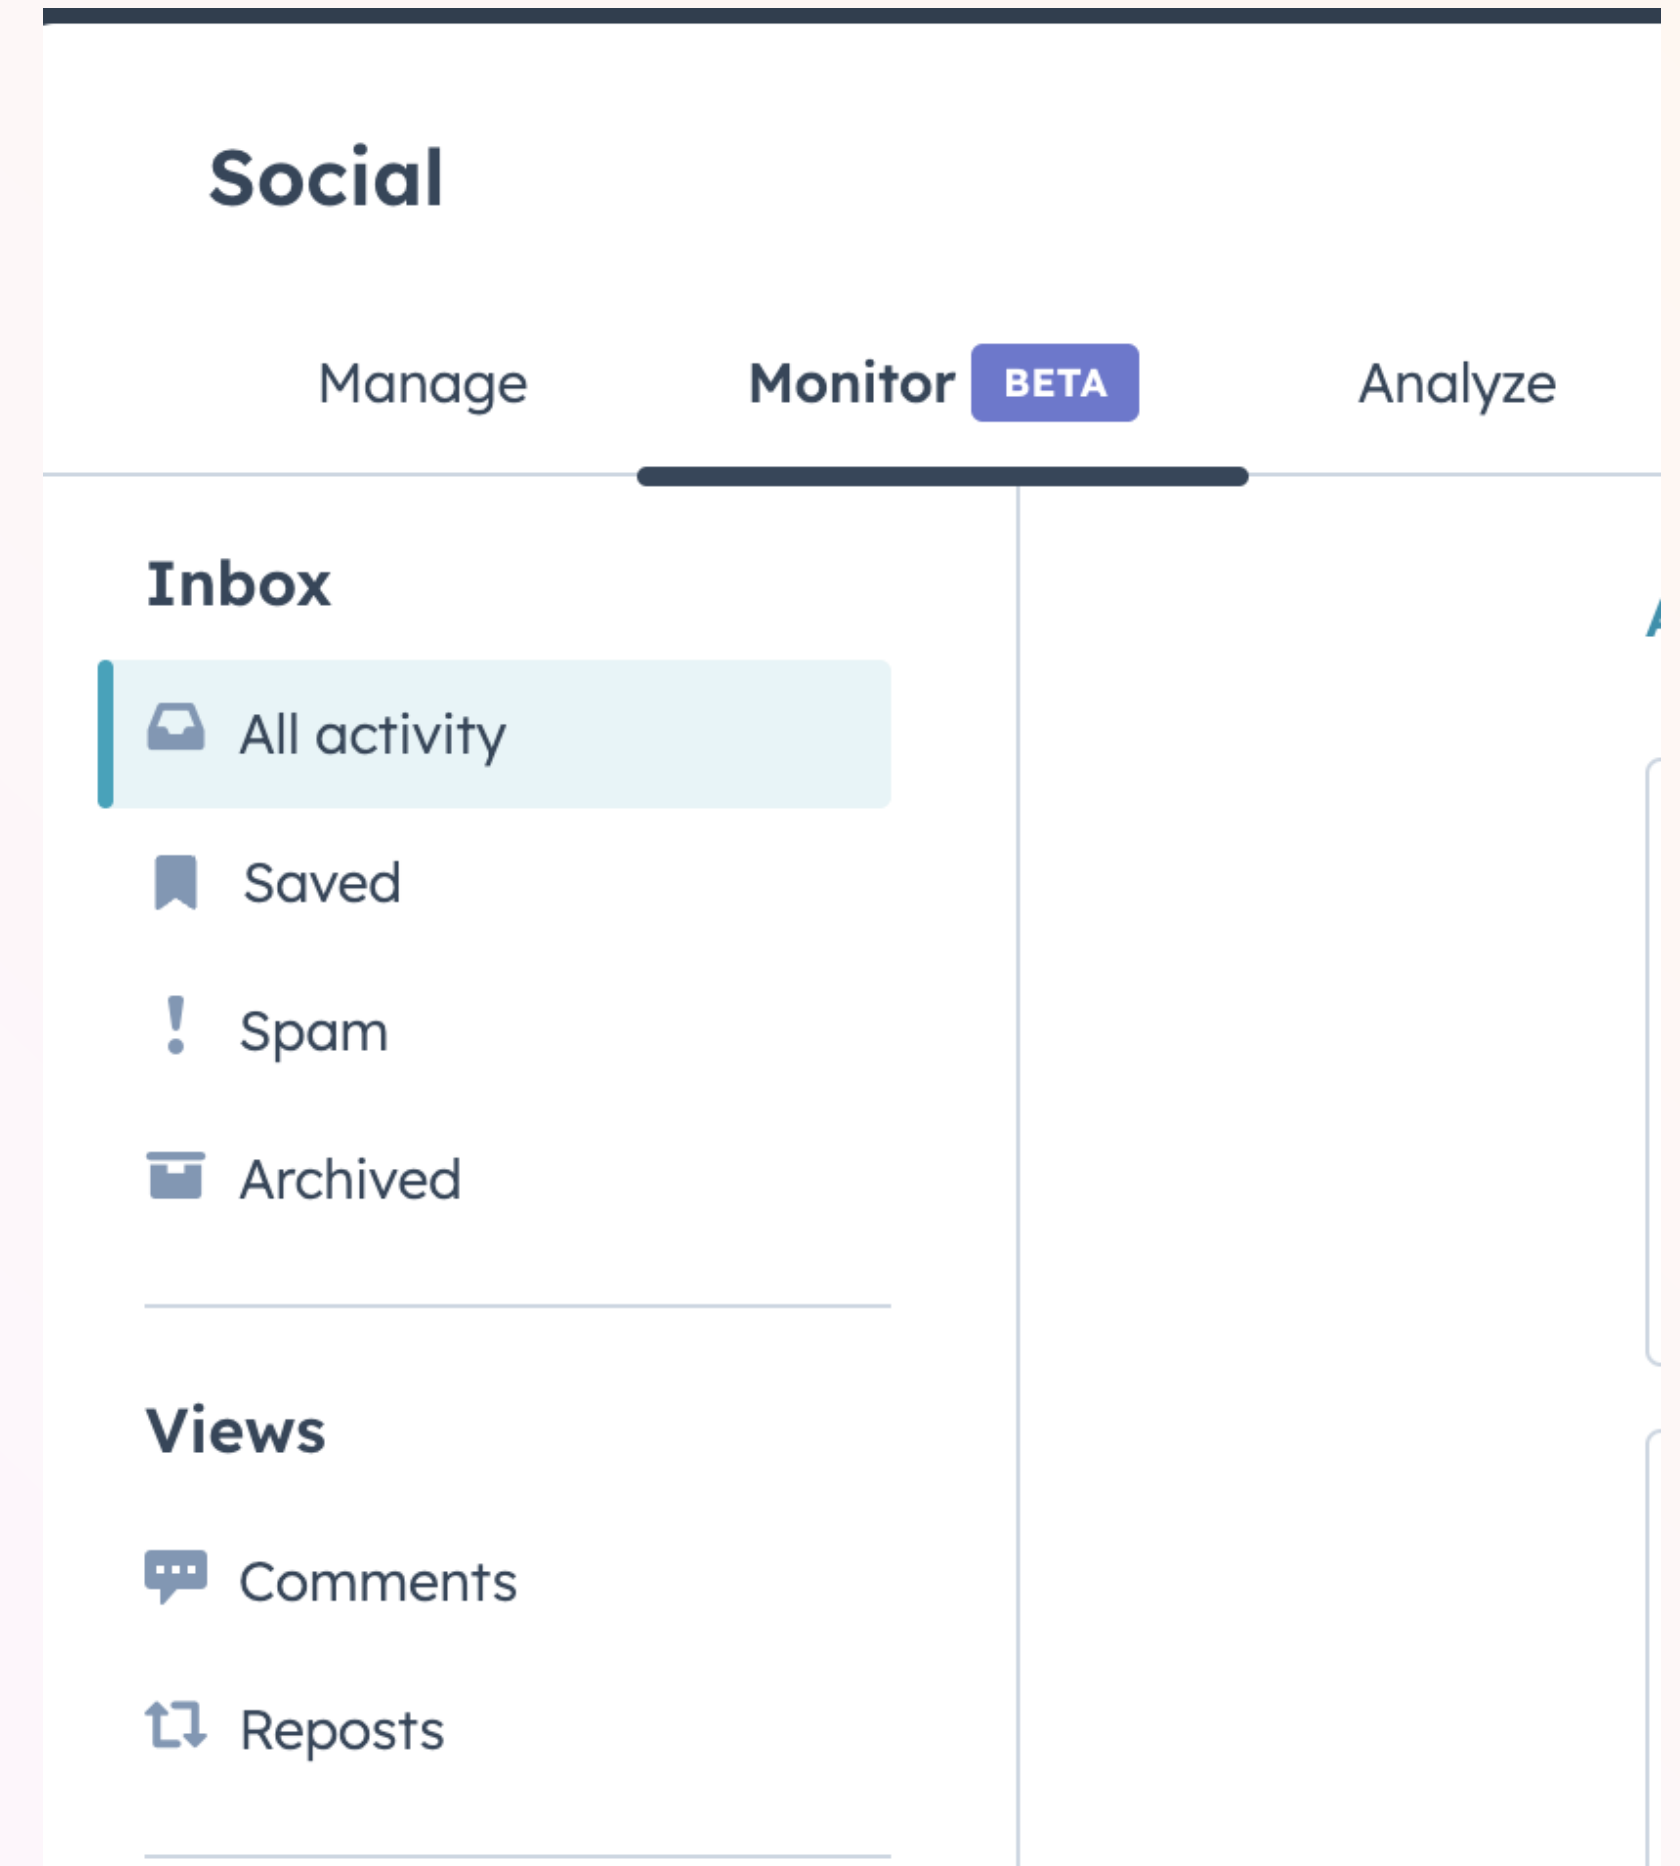 Social
Manage Monitor BETA Analyze
Inbox
All activity
Saved
Spam
Archived
Views
Comments
Reposts